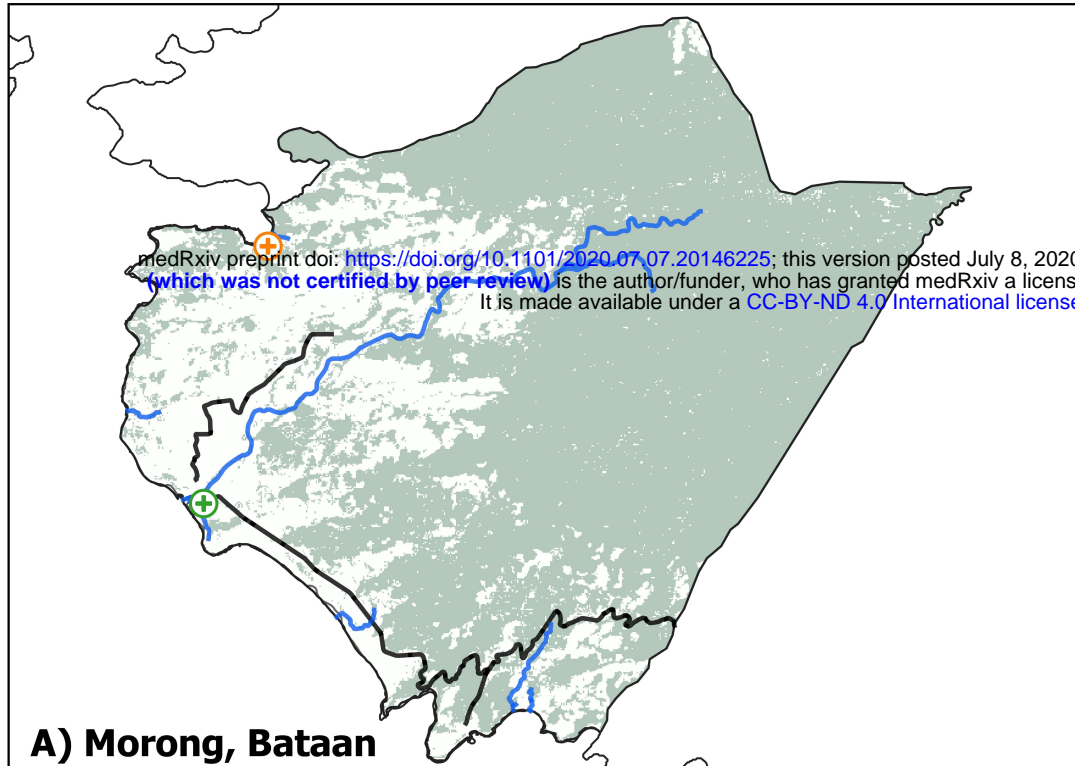 medRxiv preprint doi: https://doi.org/10.1101/2020.07.07.20146225; this version posted July 8, 2020
(which was not certified by peer review) is the author/funder, who has granted medRxiv a license
It is made available under a CC-BY-ND 4.0 International license
A) Morong, Bataan